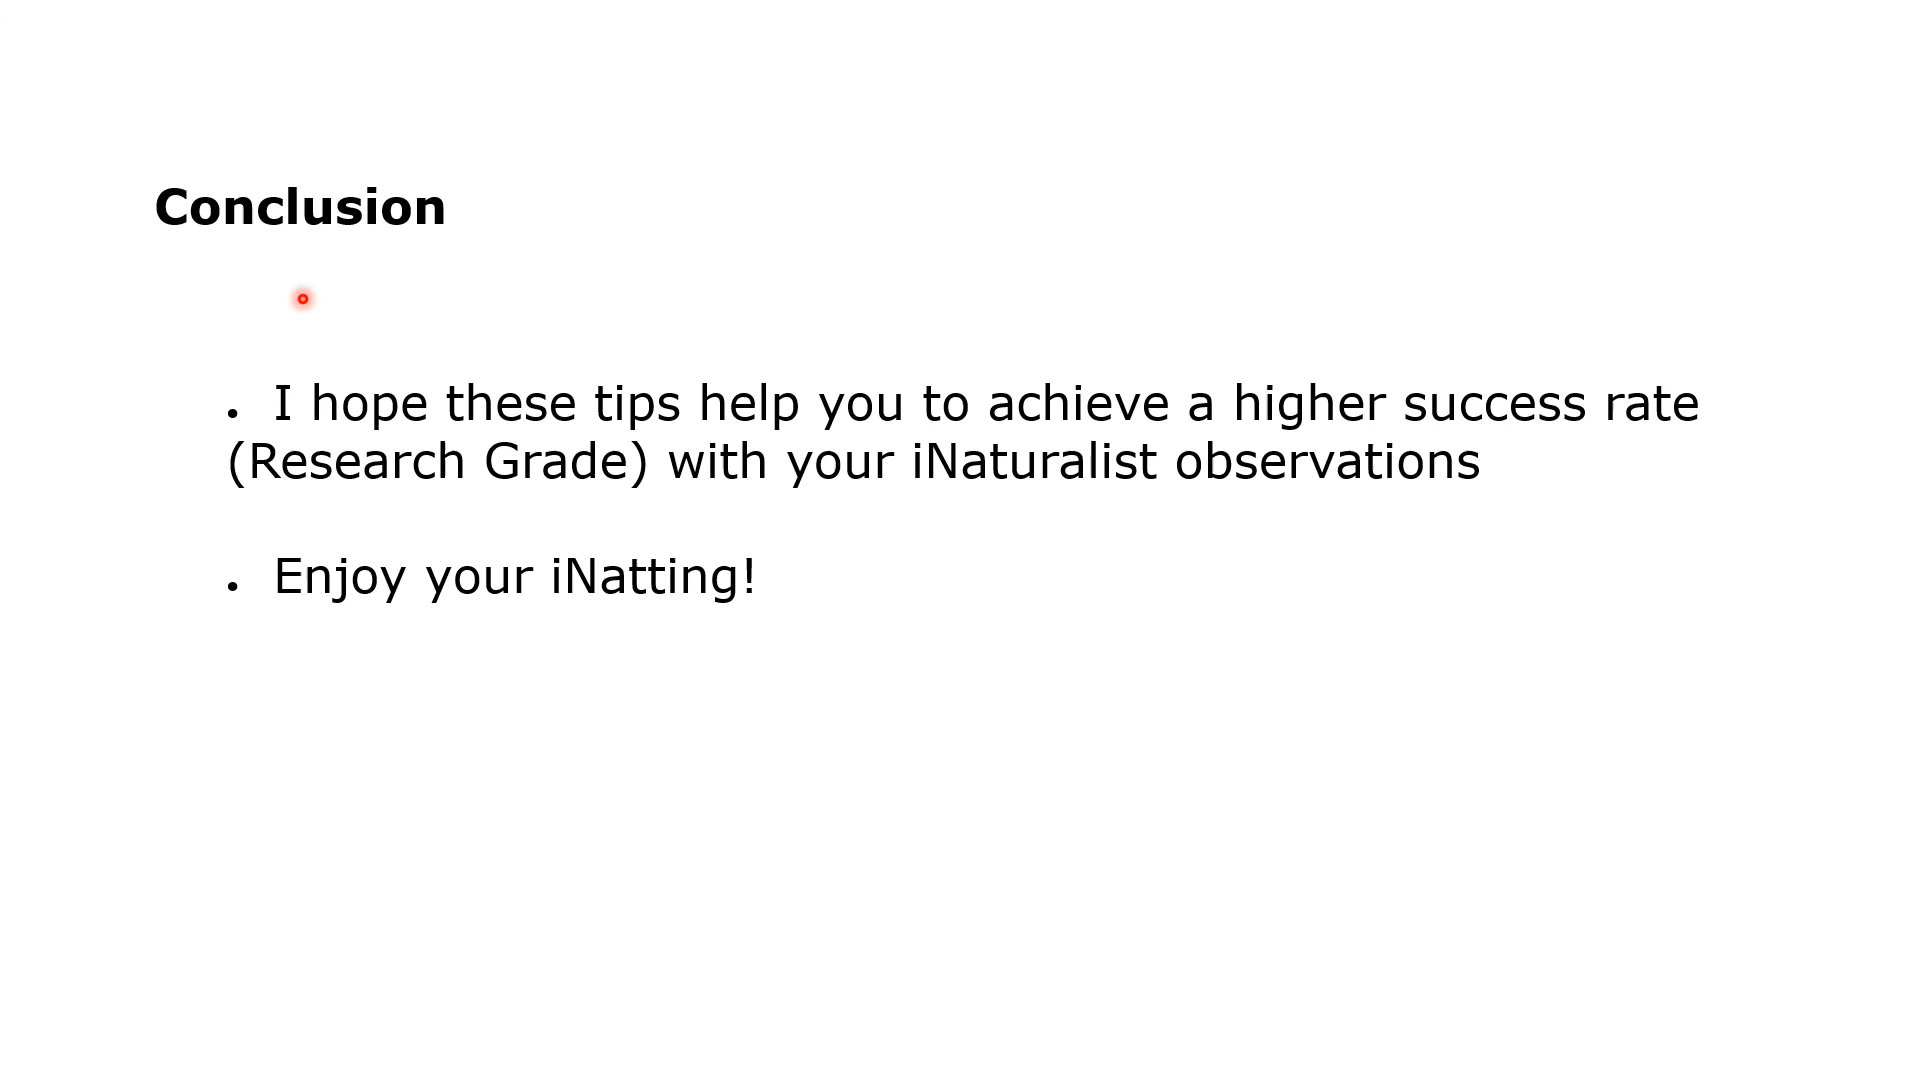 Conclusion
• I hope these tips help you to achieve a higher success rate
(Research Grade) with your iNaturalist observations
• Enjoy your iNatting!